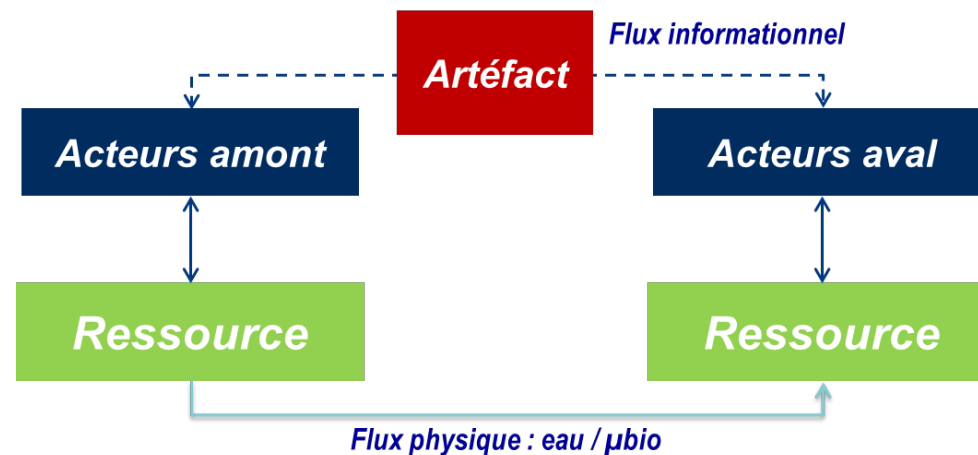 Flux informationnel
Artéfact
Acteurs amont
Acteurs aval
Ressource
Ressource
Flux physique : eau / µbio